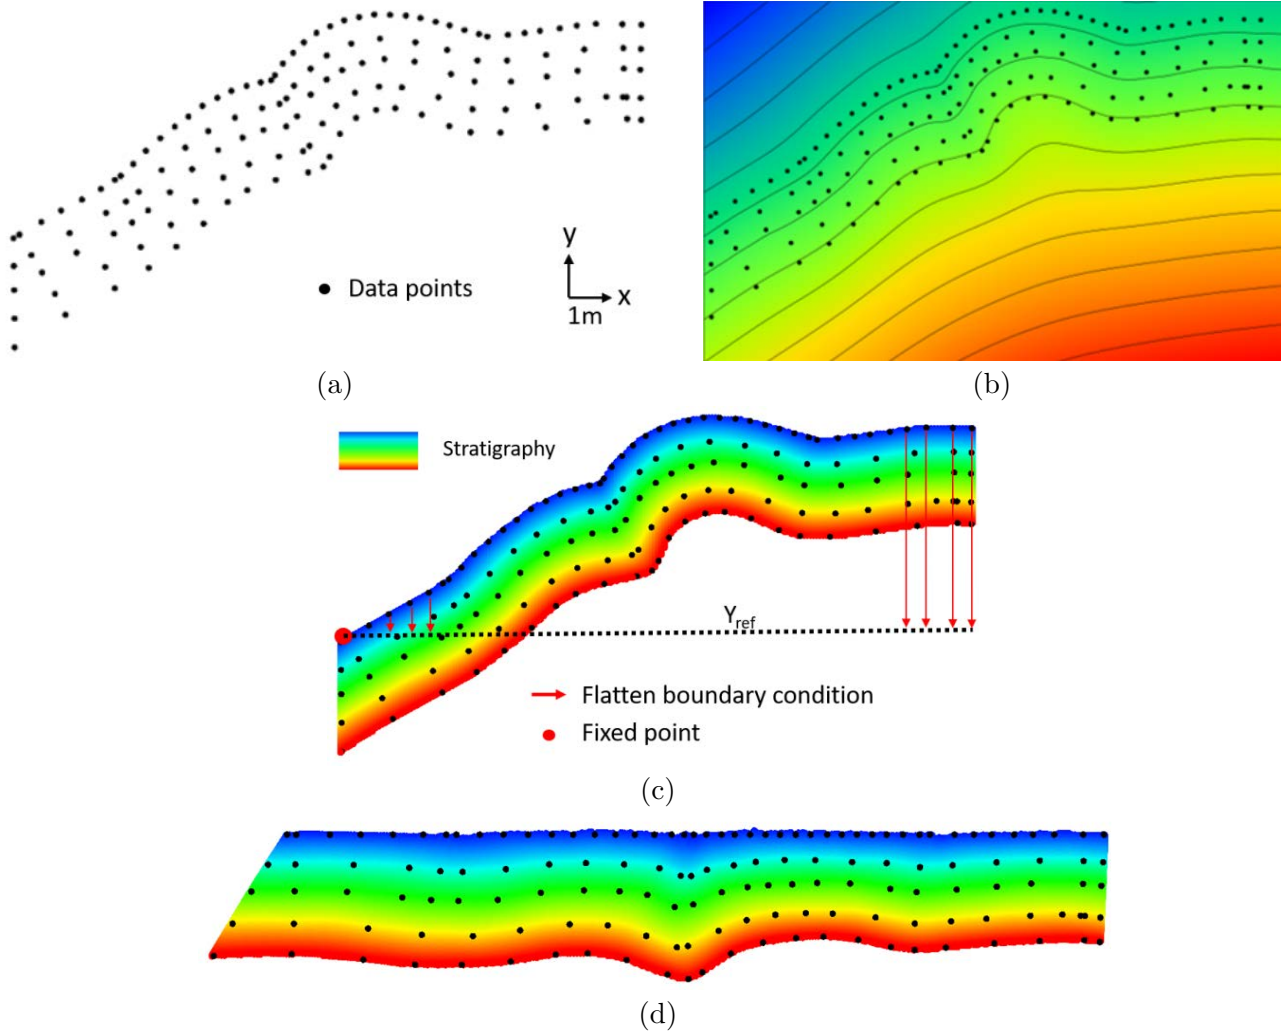 y
Data points
x
1m
(a)
(b)
Stratigraphy
Yref
Flatten boundary condition
Fixed point
(c)
(d)